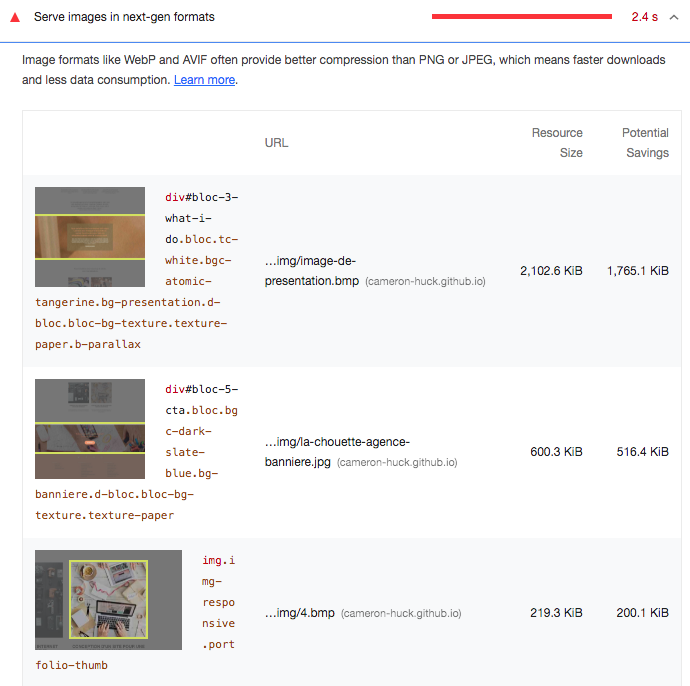 Serve images in next-gen formats 2.4 s
Image formats like WebP and AVIF often provide better compression than PNG or JPEG, which means faster downloads
and less data consumption. Learn more.
URL Resource Size Potential Savings
div#bloc-3-
what-i-
do.bloc.tc-
white.bgc-
atomic-
tangerine.bg-presentation.d-
bloc.bloc-bg-texture.texture-
paper.b-parallax
...img/image-de-
presentation.bmp (cameron-huck.github.io)
2,102.6 KiB 1,765.1 KiB
div#bloc-5-
cta.bloc.bg
c-dark-
slate-
blue.bg-
banniere.d-bloc.bloc-bg-
texture.texture-paper
...img/la-chouette-agence-
banniere.jpg (cameron-huck.github.io)
600.3 KiB 516.4 KiB
img.i
mg-
respo
nsive
.port
folio-thumb
...img/4.bmp (cameron-huck.github.io)
219.3 KiB 200.1 KiB